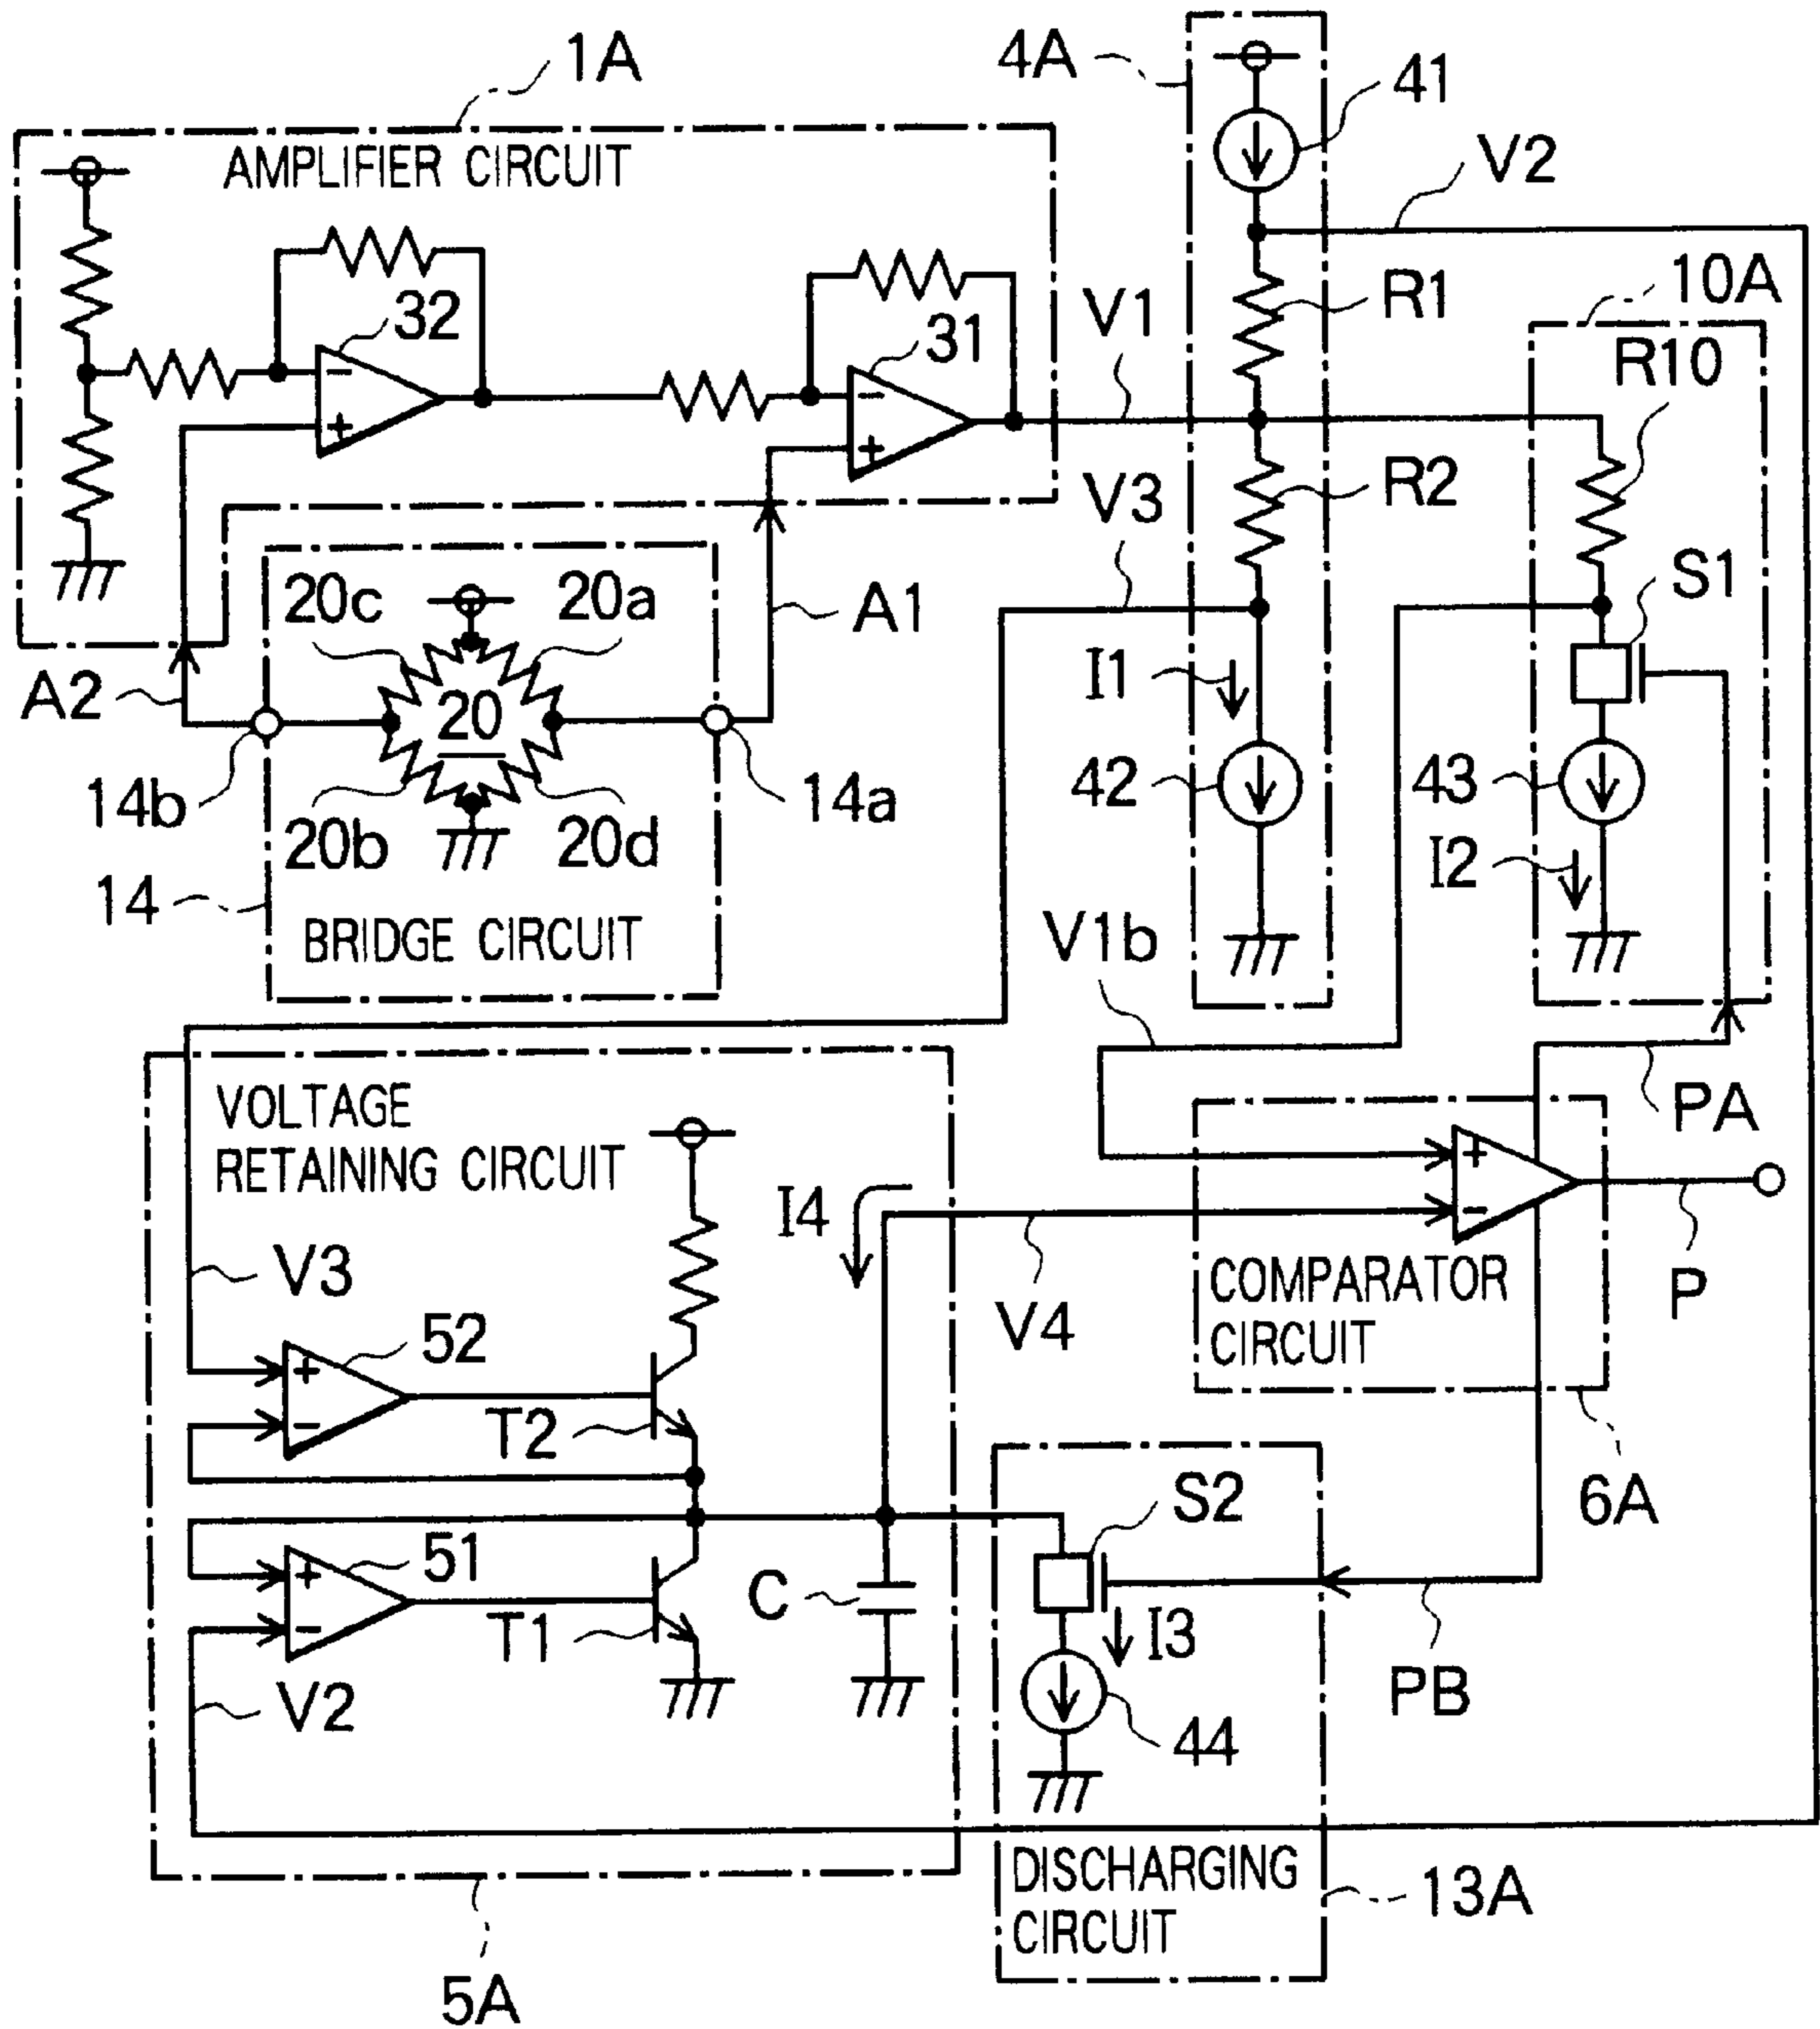 1A
4A
41
AMPLIFIER CIRCUIT
V2
32
31
V1
R1
10A
R10
+
−
+
−
V3
R2
S1
20c
20a
A1
A2
20
I1
14b
14a
42
43
20b
20d
I2
14
BRIDGE CIRCUIT
V1b
VOLTAGE
RETAINING CIRCUIT
PA
I4
+
−
V3
V4
COMPARATOR
CIRCUIT
P
52
+
−
T2
S2
6A
51
+
−
C
T1
I3
PB
V2
44
DISCHARGING
CIRCUIT
13A
5A